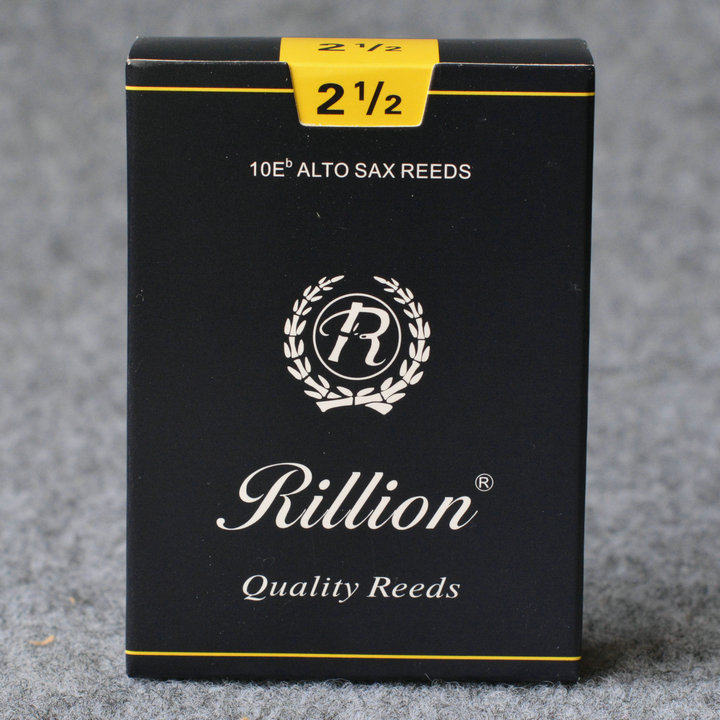 2 1/2
2 1/2
10E♭ ALTO SAX REEDS
R
Rillion®
Quality Reeds